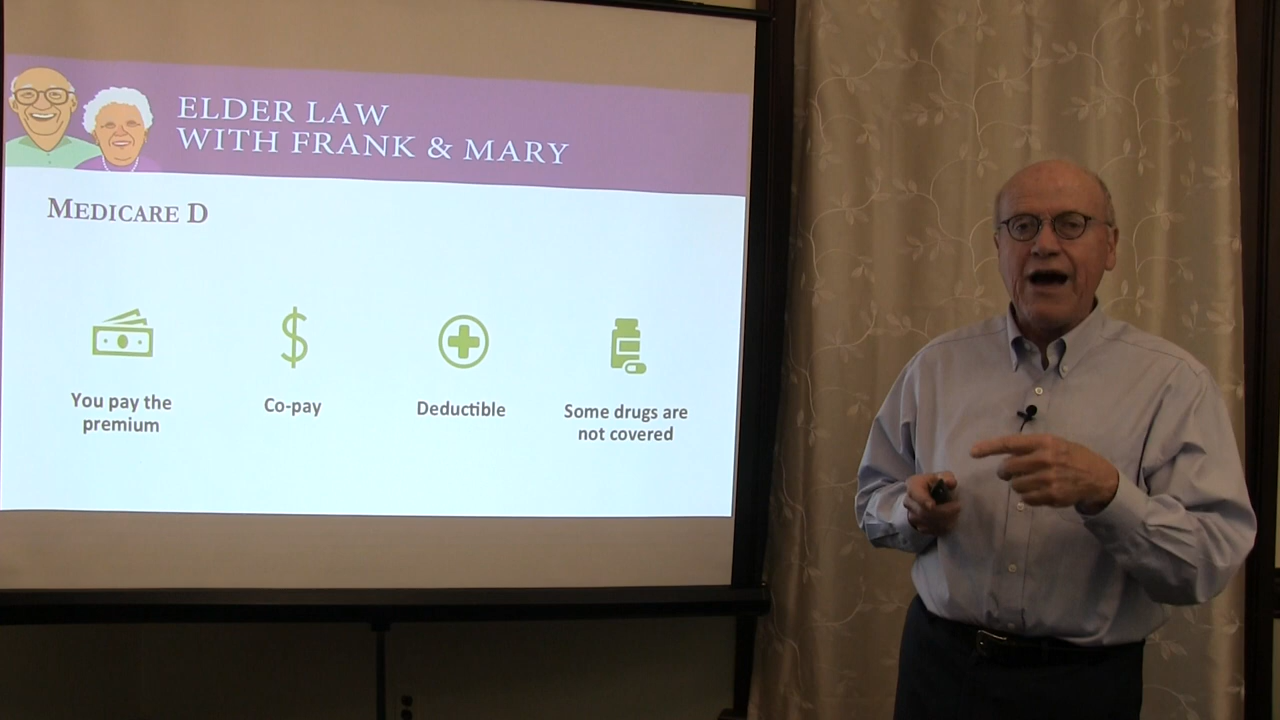 ELDER LAW
WITH FRANK & MARY
MEDICARE D
You pay the
premium
Co-pay
Deductible
Some drugs are
not covered